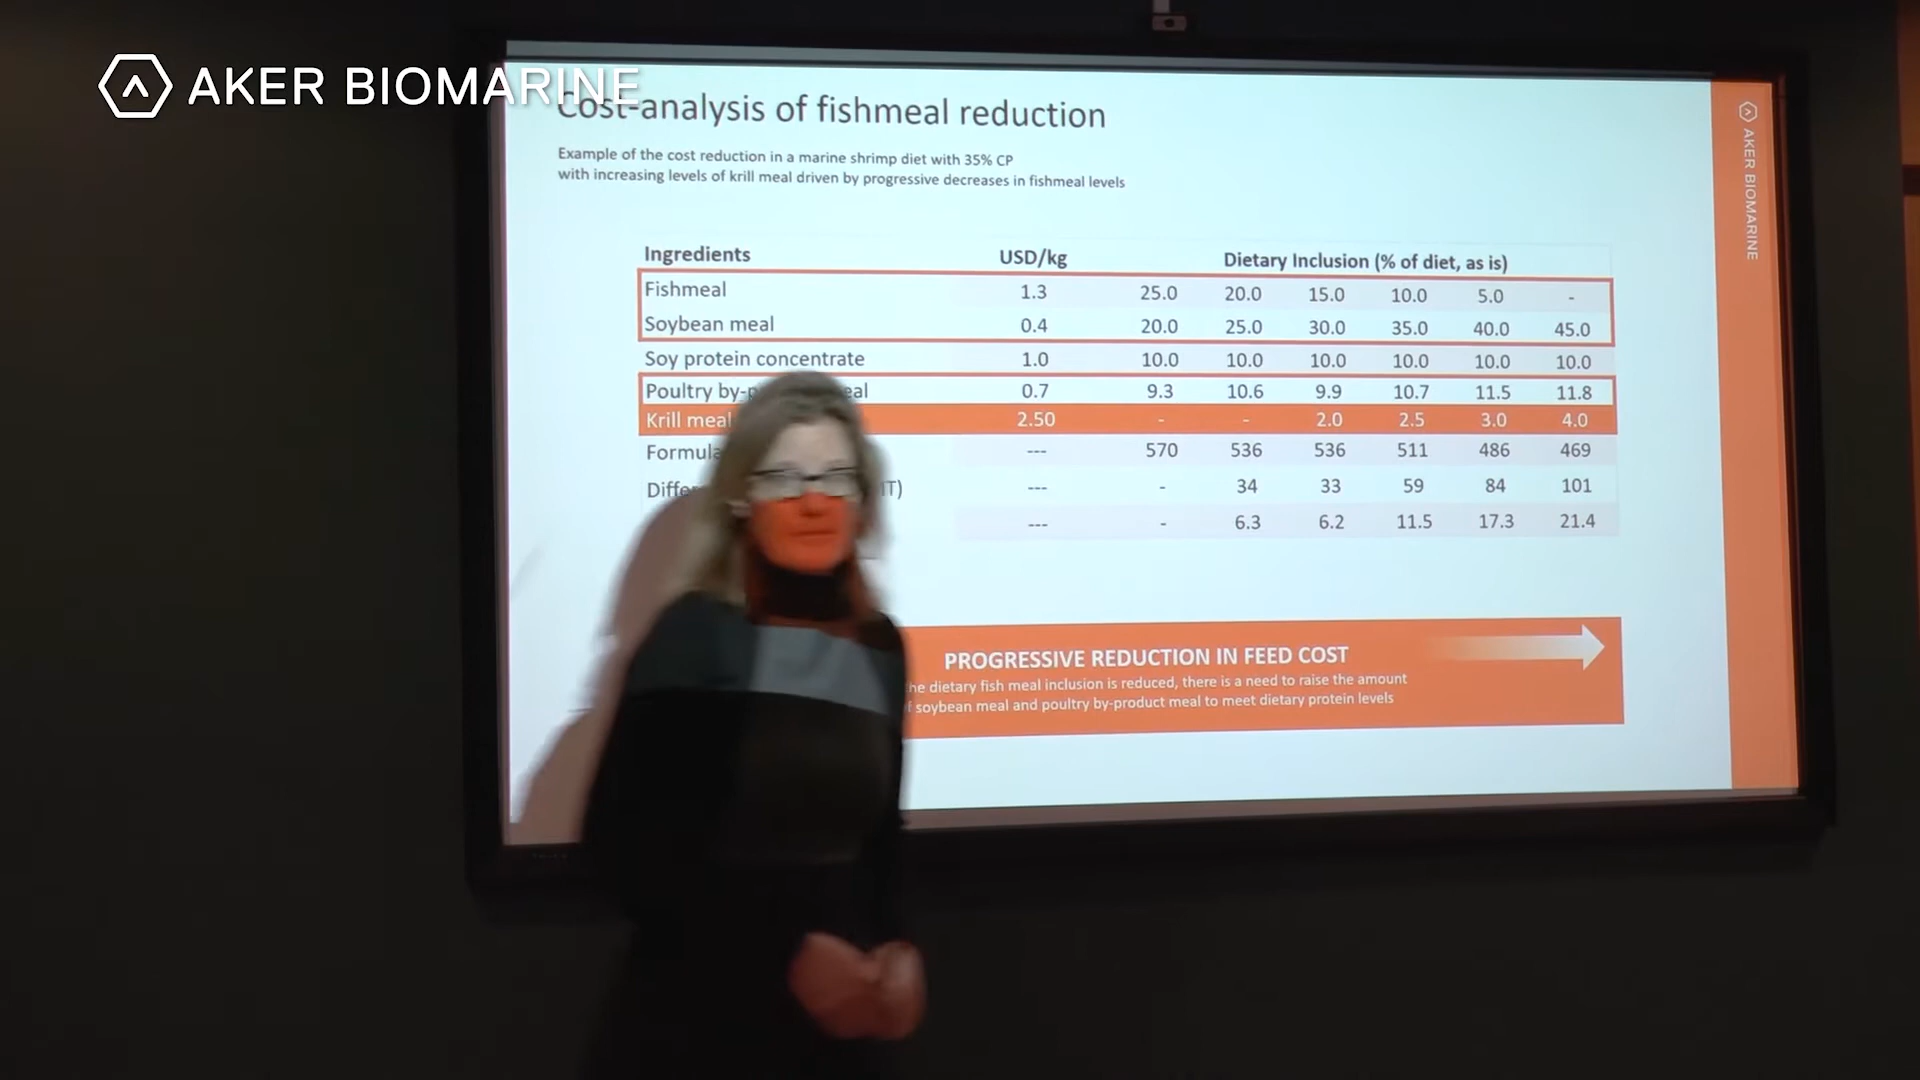 AKER BIOMARINE
Cost-analysis of fishmeal reduction
Example of the cost reduction in a marine shrimp diet with 35% CP
with increasing levels of krill meal driven by progressive decreases in fishmeal levels
Ingredients USD/kg Dietary Inclusion (% of diet, as is)
Fishmeal 1.3 25.0 20.0 15.0 10.0 5.0 -
Soybean meal 0.4 20.0 25.0 30.0 35.0 40.0 45.0
Soy protein concentrate 1.0 10.0 10.0 10.0 10.0 10.0 10.0
Poultry 0.7 9.3 10.6 9.9 10.7 11.5 11.8
Krill meal 2.50 - - 2.0 2.5 3.0 4.0
--- 570 536 536 511 486 469
--- - 34 33 59 84 101
--- - 6.3 6.2 11.5 17.3 21.4
PROGRESSIVE REDUCTION IN FEED COST
dietary fish meal inclusion is reduced, there is a need to raise the amount
soybean meal and poultry by-product meal to meet dietary protein levels
AKER BIOMARINE